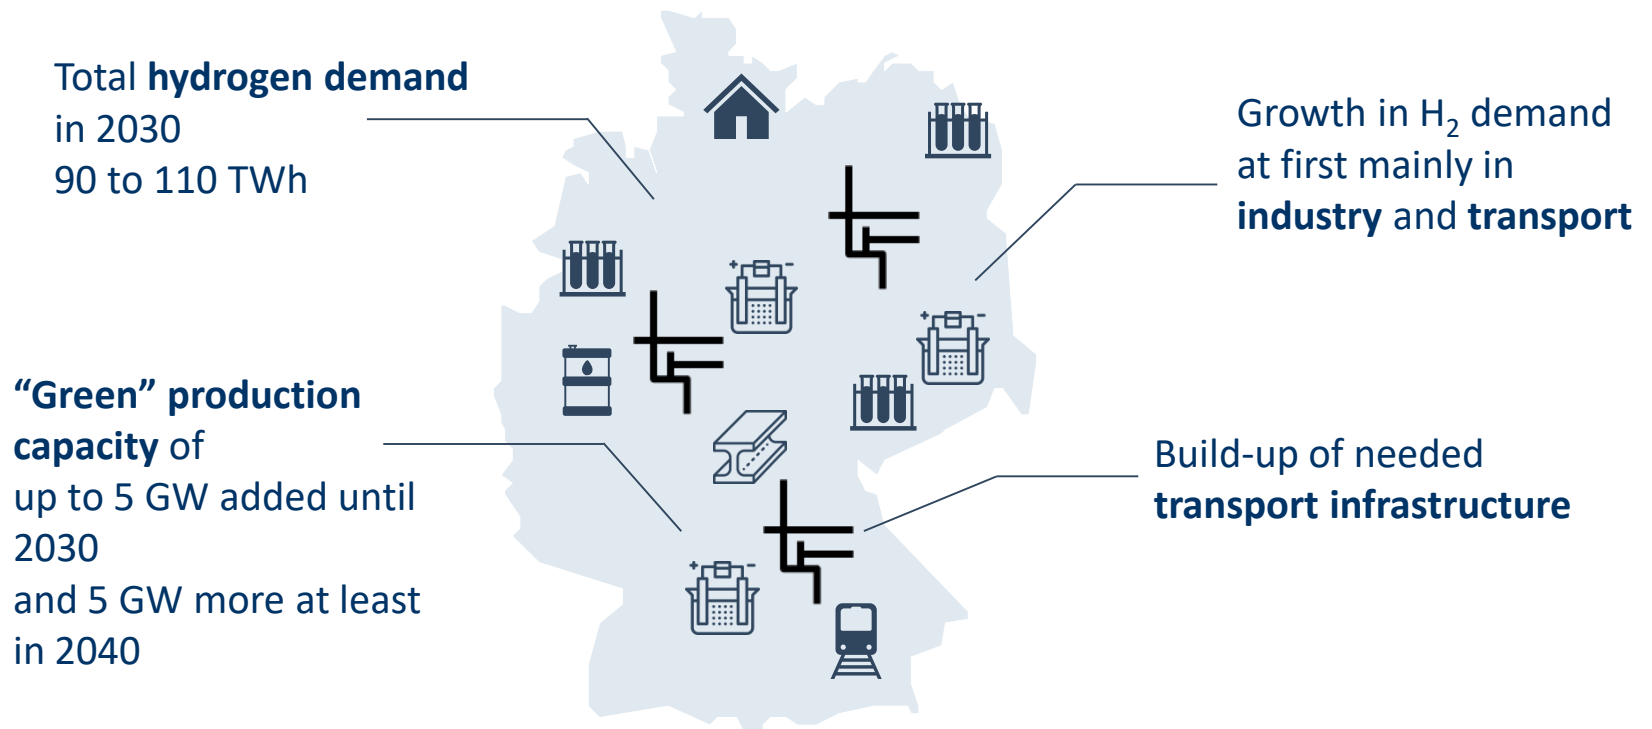 Total hydrogen demand
in 2030
90 to 110 TWh
Growth in H₂ demand
at first mainly in
industry and transport
“Green” production
capacity of
up to 5 GW added until
2030
and 5 GW more at least
in 2040
Build-up of needed
transport infrastructure